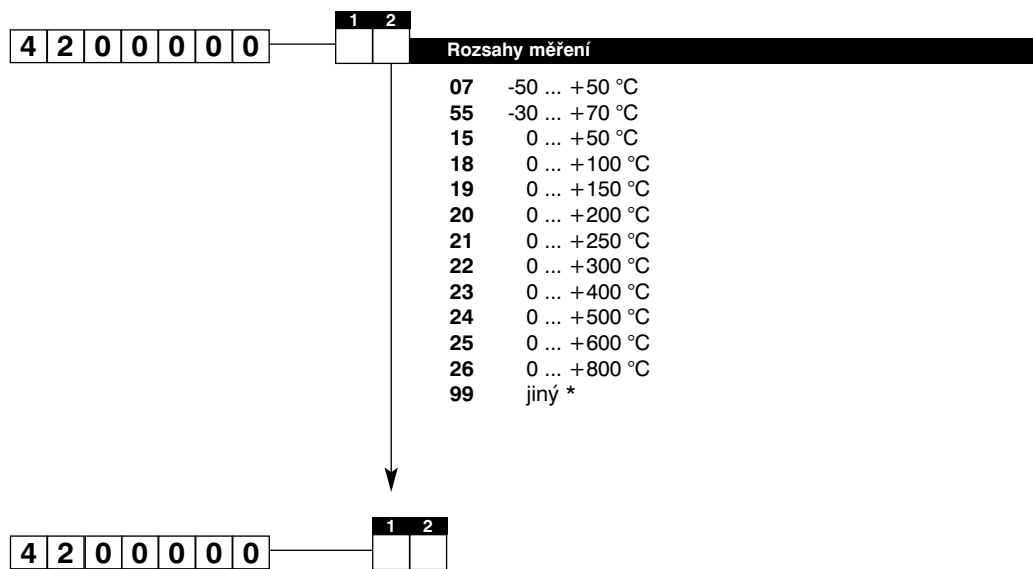 1 2
4 2 0 0 0 0 0
Rozsahy měření
07 -50 ... +50 °C
55 -30 ... +70 °C
15 0 ... +50 °C
18 0 ... +100 °C
19 0 ... +150 °C
20 0 ... +200 °C
21 0 ... +250 °C
22 0 ... +300 °C
23 0 ... +400 °C
24 0 ... +500 °C
25 0 ... +600 °C
26 0 ... +800 °C
99 jiný *
1 2
4 2 0 0 0 0 0